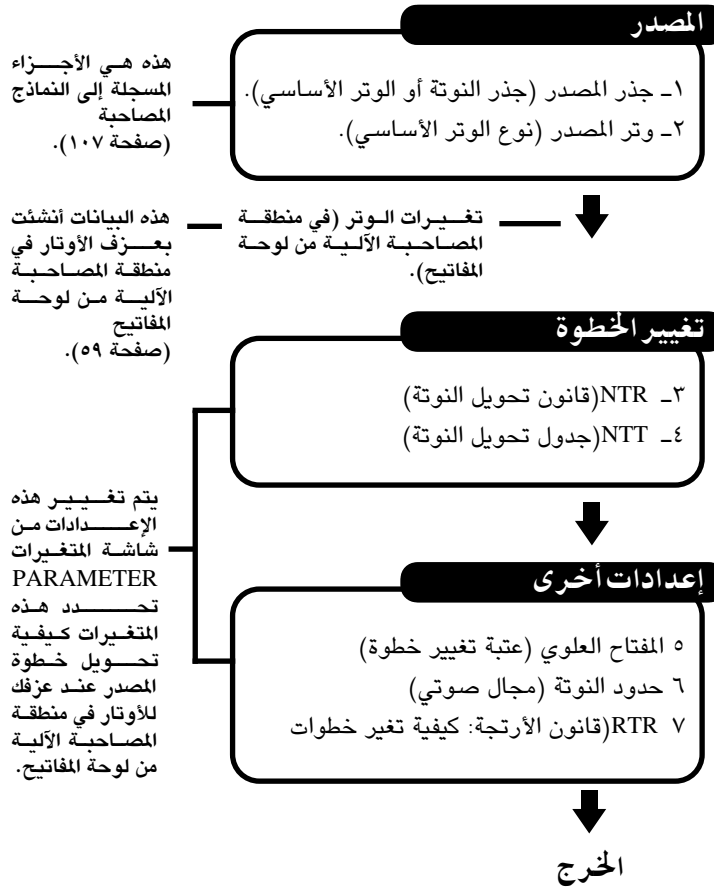 المصدر
١ـ جذر المصدر (جذر النوتة أو الوتر الأساسي).
٢ـ وتر المصدر (نوع الوتر الأساسي).
هذه هي الأجزاء
المسجلة إلى النماذج
المصاحبة
(صفحة ١٠٧).
تغييرات الوتر (في منطقة
المصاحبة الآلية من لوحة
المفاتيح).
هذه البيانات أنشئت
بعزف الأوتار في
منطقة المصاحبة
الآلية من لوحة
المفاتيح
(صفحة ٥٩).
تغيير الخطوة
٣ـ NTR(قانون تحويل النوتة)
٤ـ NTT(جدول تحويل النوتة)
يتم تغييير هذه
الإعدادات من
شاشة المتغيرات
PARAMETER
تحدد هذه
المتغيرات كيفية
تحويل خطوة
المصدر عند عزفك
للأوتار في منطقة
المصاحبة الآلية
من لوحة المفاتيح.
إعدادات أخرى
٥ المفتاح العلوي (عتبة تغيير خطوة)
٦ حدود النوتة (مجال صوتي)
٧ RTR(قانون الأرتجة: كيفية تغير خطوات
الخرج